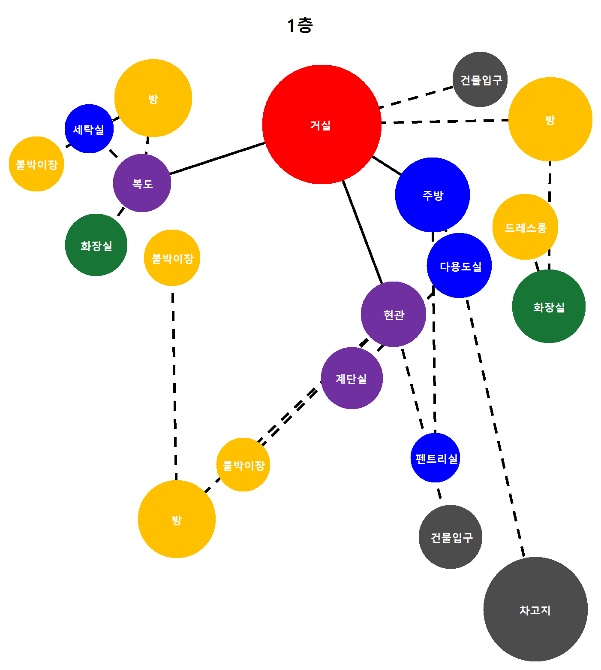 1층
건물입구
방
방
거실
세탁실
붙박이장
복도
주방
드레스룸
화장실
붙박이장
다용도실
화장실
현관
계단실
펜트리실
붙박이장
방
건물입구
차고지